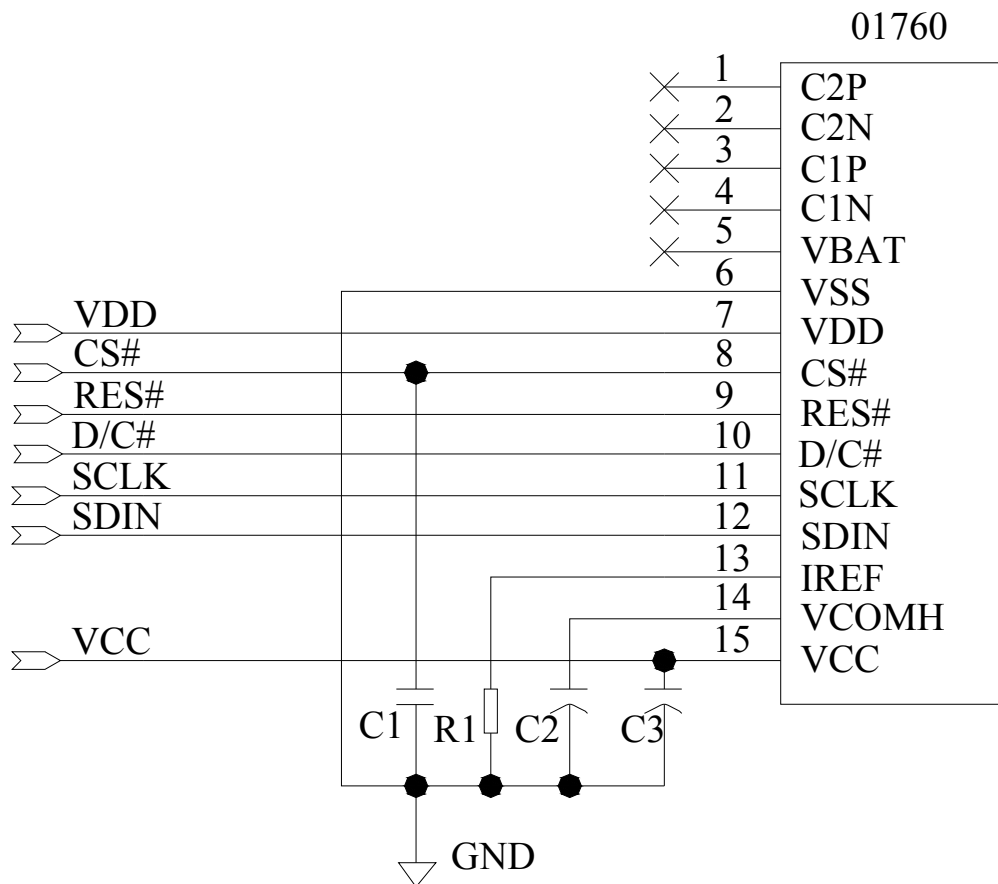 01760
1 C2P
2 C2N
3 C1P
4 C1N
5 VBAT
6 VSS
VDD 7 VDD
CS# 8 CS#
RES# 9 RES#
D/C# 10 D/C#
SCLK 11 SCLK
SDIN 12 SDIN
13 IREF
14 VCOMH
VCC 15 VCC
C1 R1 C2 C3
GND